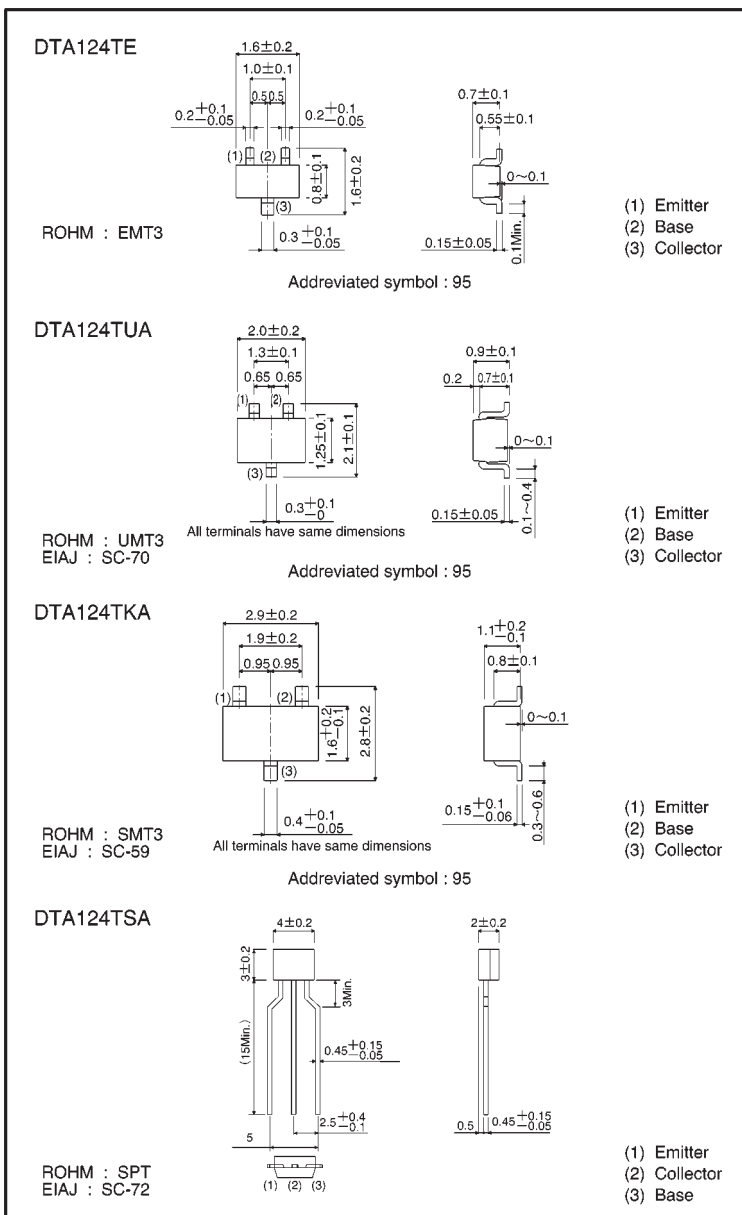 DTA124TE
1.6±0.2
1.0±0.1
0.5 0.5
0.2 +0.1 −0.05
0.2 +0.1 −0.05
(1) (2)
(3)
0.8±0.1
1.6±0.2
0.3 +0.1 −0.05
0.7±0.1
0.55±0.1
0~0.1
0.15±0.05
0.1Min.
ROHM : EMT3
(1) Emitter
(2) Base
(3) Collector
Addreviated symbol : 95
DTA124TUA
2.0±0.2
1.3±0.1
0.65 0.65
(1) (2)
(3)
1.25±0.1
2.1±0.1
0.3 +0.1 −0
All terminals have same dimensions
0.9±0.1
0.2 0.7±0.1
0~0.1
0.15±0.05
0.1~0.4
ROHM : UMT3
EIAJ : SC-70
(1) Emitter
(2) Base
(3) Collector
Addreviated symbol : 95
DTA124TKA
2.9±0.2
1.9±0.2
0.95 0.95
(1) (2)
(3)
1.6 +0.2 −0.1
2.8±0.2
0.4 +0.1 −0.05
All terminals have same dimensions
1.1 +0.2 −0.1
0.8±0.1
0~0.1
0.15 +0.1 −0.06
0.3~0.6
ROHM : SMT3
EIAJ : SC-59
(1) Emitter
(2) Base
(3) Collector
Addreviated symbol : 95
DTA124TSA
4±0.2
3±0.2
3Min.
(15Min.)
0.45 +0.15 −0.05
2.5 +0.4 −0.1
5
(1) (2) (3)
2±0.2
0.5
0.45 +0.15 −0.05
ROHM : SPT
EIAJ : SC-72
(1) Emitter
(2) Collector
(3) Base